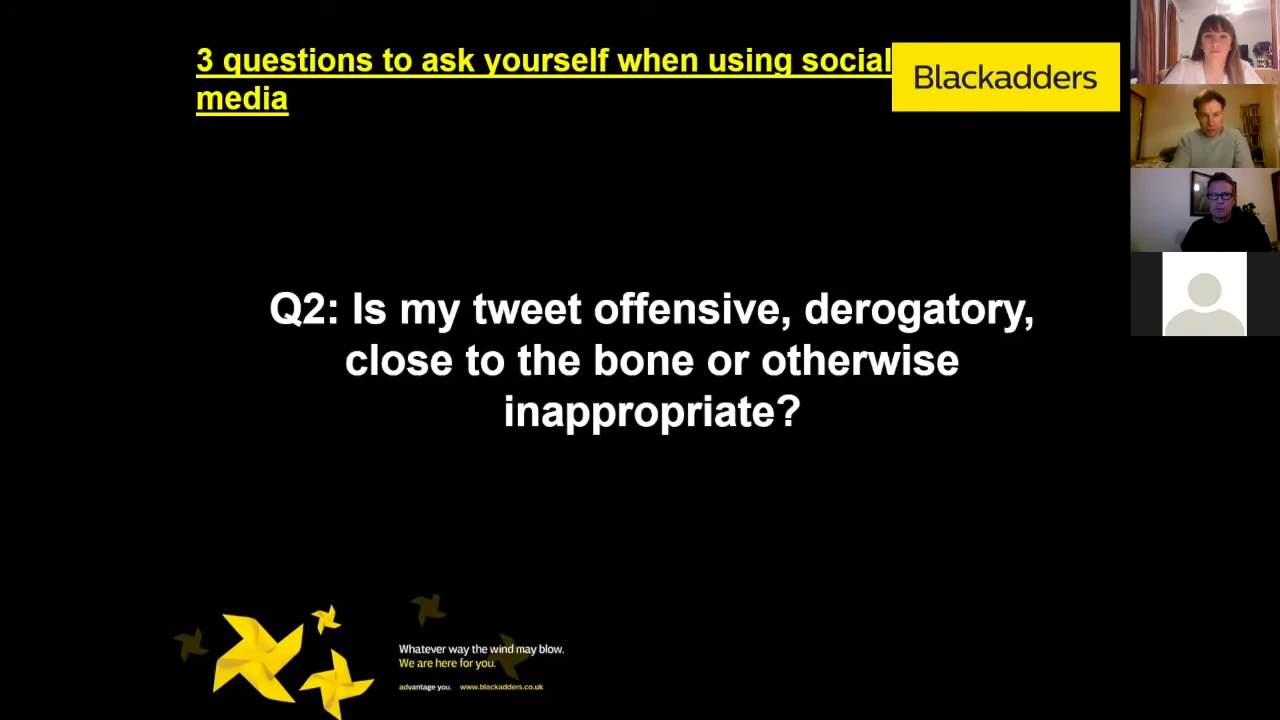 3 questions to ask yourself when using social
media
Blackadders
Q2: Is my tweet offensive, derogatory,
close to the bone or otherwise
inappropriate?
Whatever way the wind may blow.
We are here for you.
advantage you. www.blackadders.co.uk